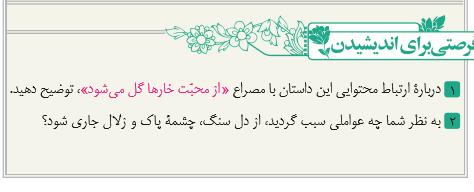 فرصتی برای اندیشیدن
۱ دربارهٔ ارتباط محتوایی این داستان با مصراع «از محبّت خارها گل می‌شود»، توضیح دهید.
۲ به نظر شما چه عواملی سبب گردید، از دل سنگ، چشمهٔ پاک و زلال جاری شود؟